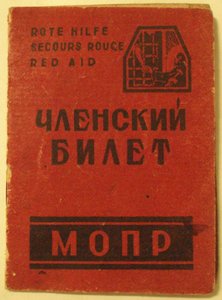 ROTE HILFE
SECOURS ROUGE
RED AID
ЧЛЕНСКИЙ
БИЛЕТ
МОПР